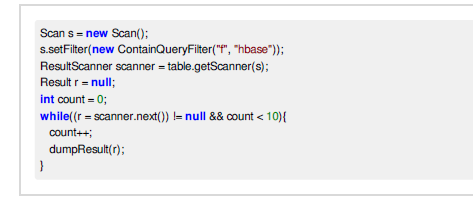 Scan s = new Scan();
s.setFilter(new ContainQueryFilter("f", "hbase"));
ResultScanner scanner = table.getScanner(s);
Result r = null;
int count = 0;
while((r = scanner.next()) != null && count < 10){
count++;
dumpResult(r);
}